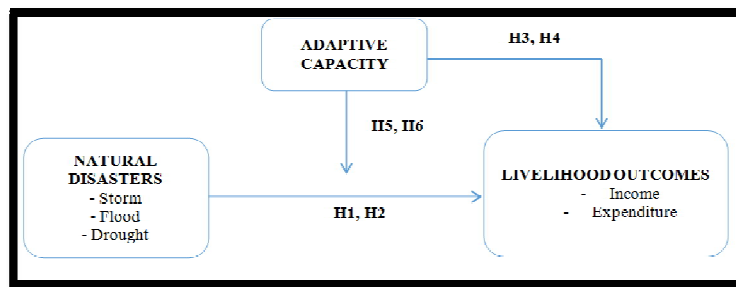 ADAPTIVE
CAPACITY
H3, H4
H5, H6
NATURAL
DISASTERS
- Storm
- Flood
- Drought
H1, H2
LIVELIHOOD OUTCOMES
- Income
- Expenditure